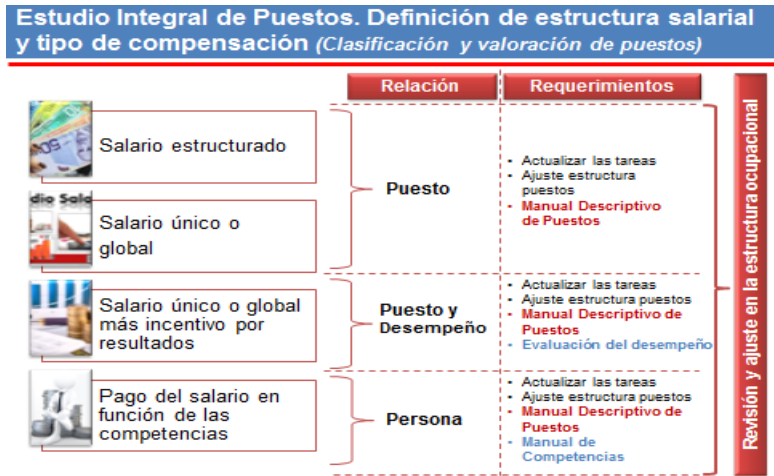 Estudio Integral de Puestos. Definición de estructura salarial
y tipo de compensación (Clasificación y valoración de puestos)
Relación
Requerimientos
Salario estructurado
Salario único o
global
Puesto
• Actualizar las tareas
• Ajuste estructura
puestos
• Manual Descriptivo
de Puestos
Salario único o global
más incentivo por
resultados
Puesto y
Desempeño
• Actualizar las tareas
• Ajuste estructura puestos
• Manual Descriptivo de
Puestos
• Evaluación del desempeño
Pago del salario en
función de las
competencias
Persona
• Actualizar las tareas
• Ajuste estructura puestos
• Manual Descriptivo de
Puestos
• Manual de
Competencias
Revisión y ajuste en la estructura ocupacional